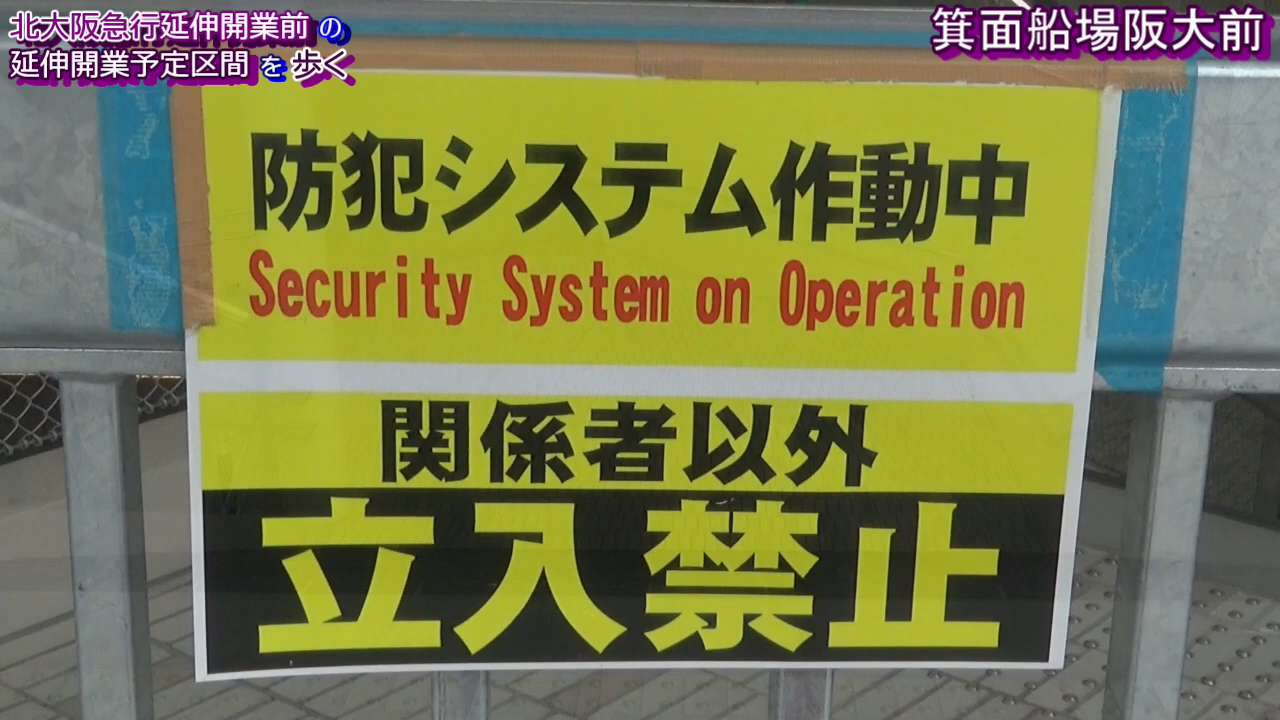 北大阪急行延伸開業前の
延伸開業予定区間を歩く
箕面船場阪大前
防犯システム作動中
Security System on Operation
関係者以外
立入禁止